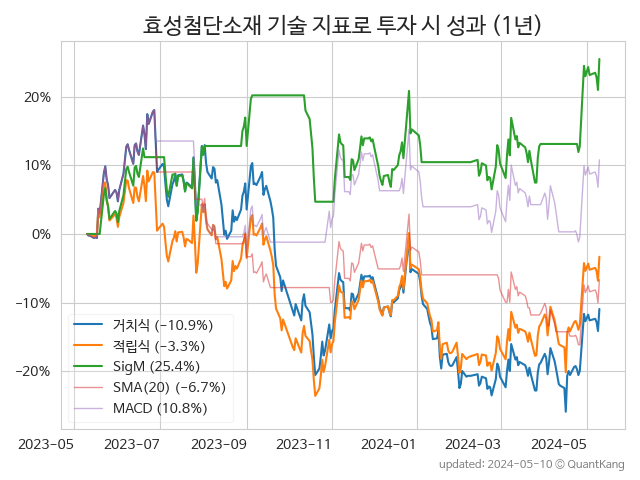 효성첨단소재 기술 지표로 투자 시 성과 (1년)
20%
10%
0%
−10%
−20%
거치식 (−10.9%)
적립식 (−3.3%)
SigM (25.4%)
SMA(20) (−6.7%)
MACD (10.8%)
2023-05
2023-07
2023-09
2023-11
2024-01
2024-03
2024-05
updated: 2024-05-10 ⓒ QuantKang